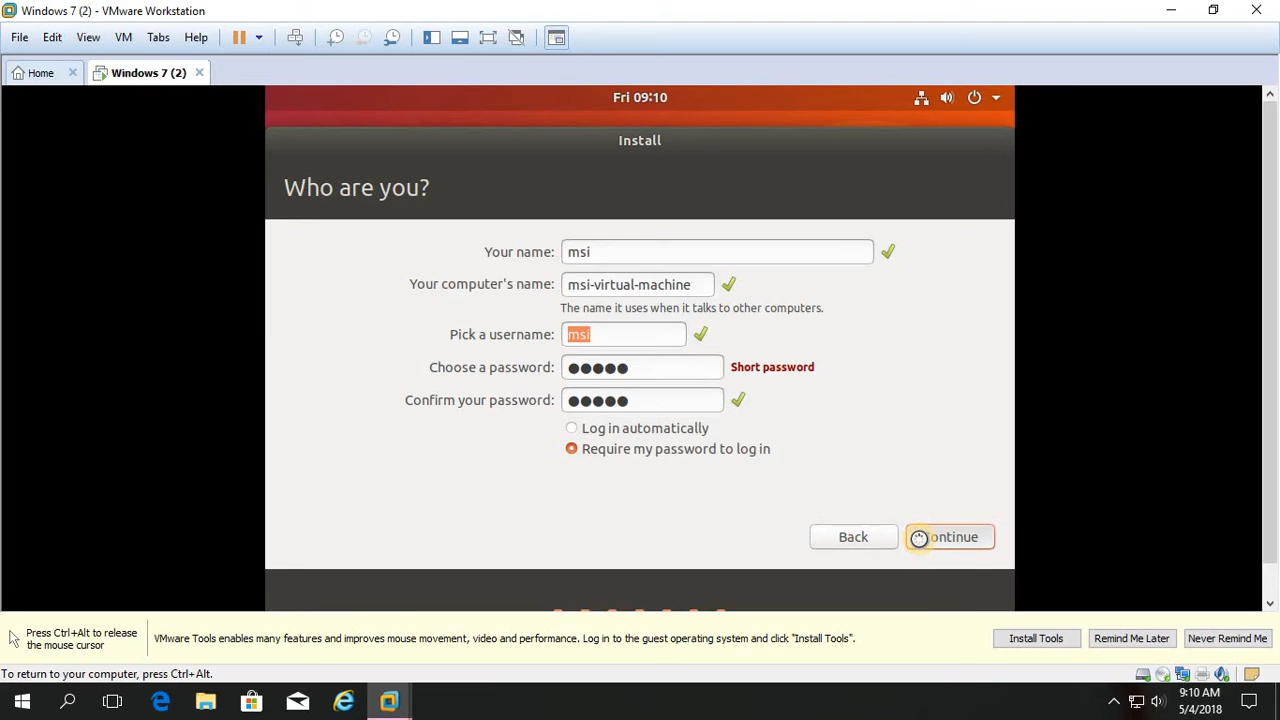 Windows 7 (2) - VMware Workstation
File Edit View VM Tabs Help
Home Windows 7 (2)
Fri 09:10
Install
Who are you?
Your name: msi
Your computer's name: msi-virtual-machine
The name it uses when it talks to other computers.
Pick a username: msi
Choose a password: ●●●●● Short password
Confirm your password: ●●●●●
Log in automatically
Require my password to log in
Back Continue
Press Ctrl+Alt to release
the mouse cursor
VMware Tools enables many features and improves mouse movement, video and performance. Log in to the guest operating system and click "Install Tools".
Install Tools Remind Me Later Never Remind Me
To return to your computer, press Ctrl+Alt.
9:10 AM
5/4/2018